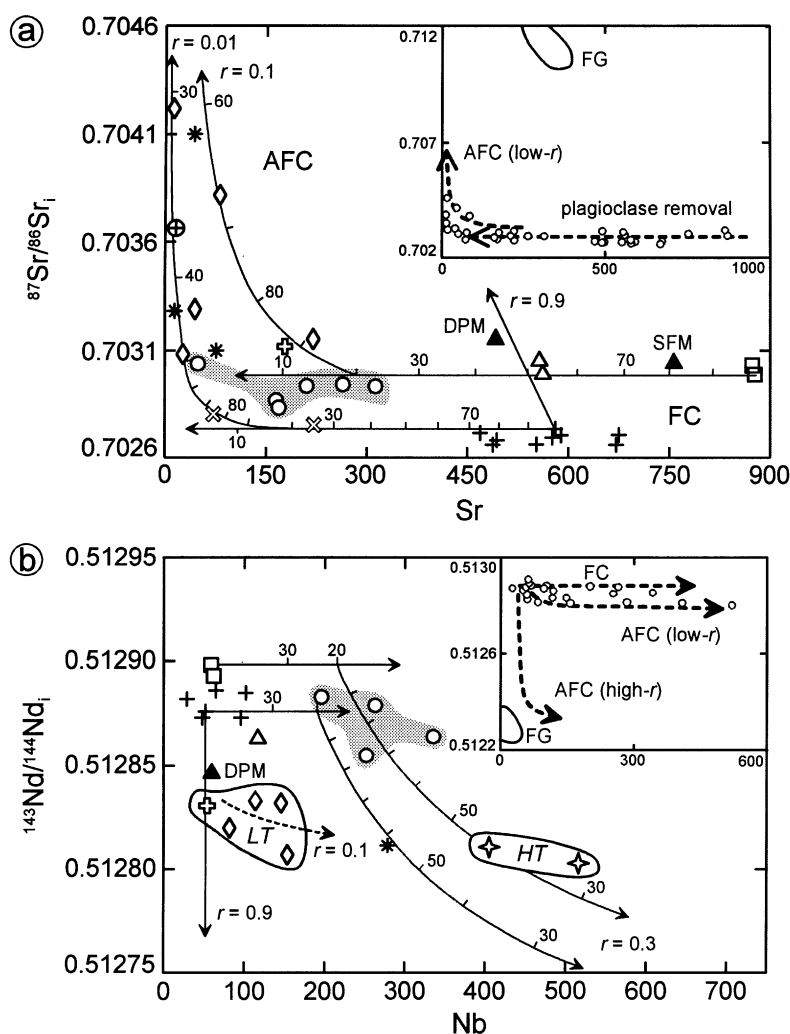 a
0.7046
0.7041
0.7036
0.7031
0.7026
87Sr/86Sri
r = 0.01
r = 0.1
30
60
AFC
40
80
10
30
70
80
30
70
10
r = 0.9
DPM
SFM
FC
0 150 300 450 600 750 900
Sr
0.712
0.707
0.702
FG
AFC (low-r)
plagioclase removal
0 500 1000
b
0.51295
0.51290
0.51285
0.51280
0.51275
143Nd/144Ndi
30
20
30
DPM
LT
r = 0.1
r = 0.9
50
50
HT
30
30
r = 0.3
0 100 200 300 400 500 600 700
Nb
0.5130
0.5126
0.5122
FC
AFC (low-r)
AFC (high-r)
FG
0 300 600